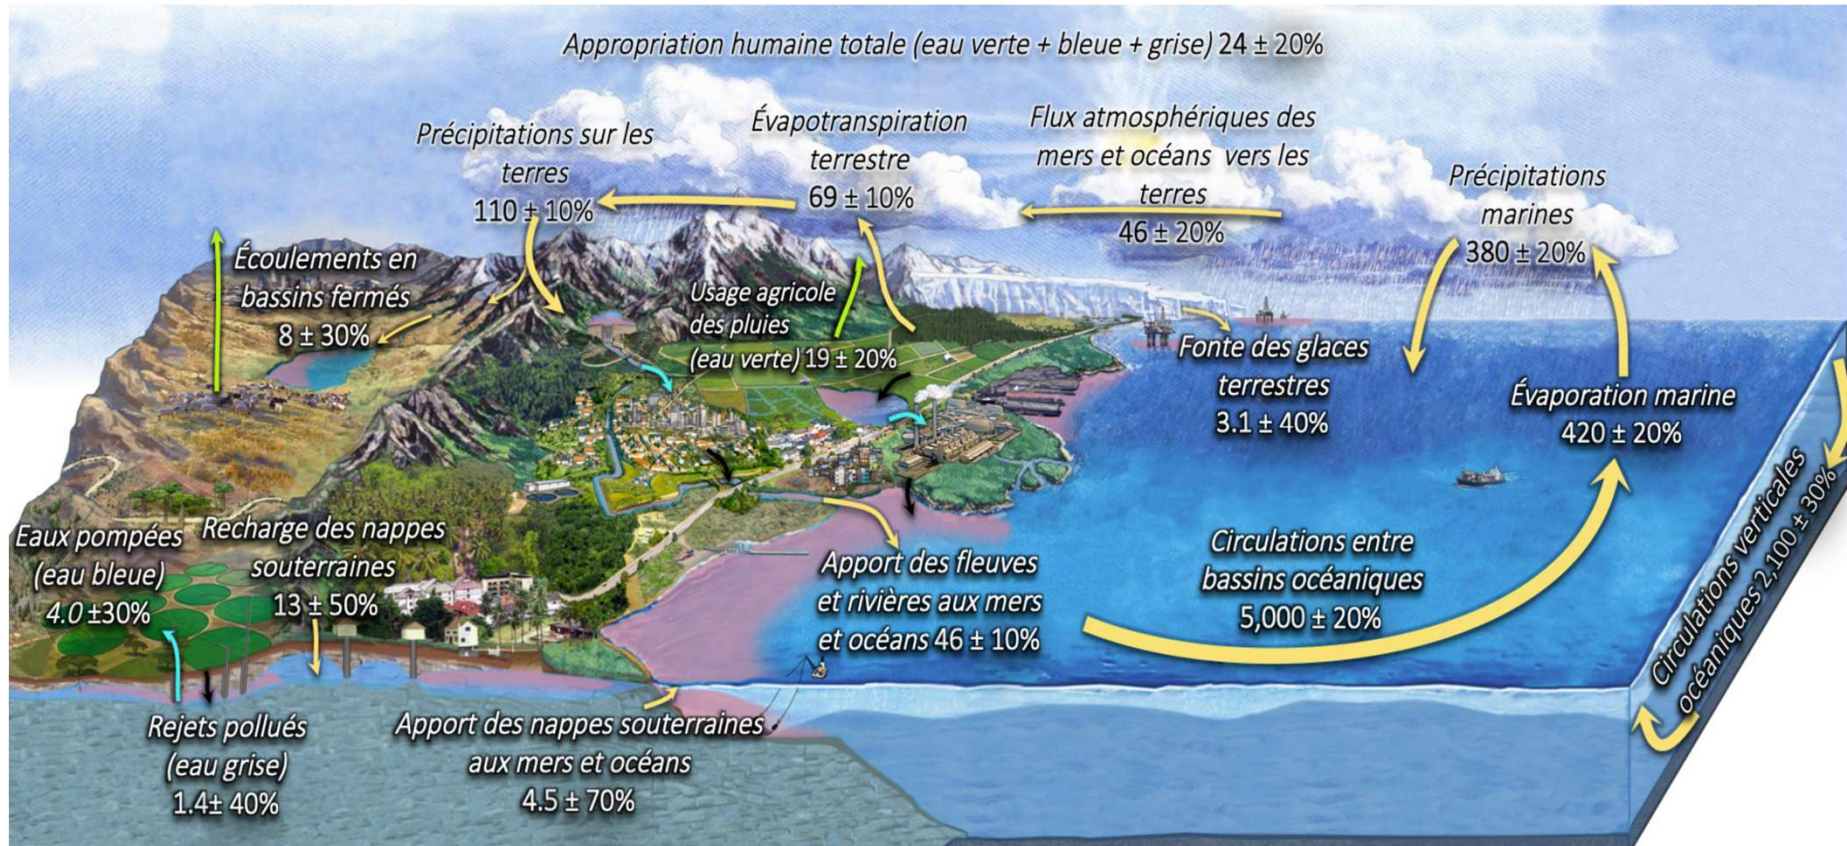 Appropriation humaine totale (eau verte + bleue + grise) 24 ± 20%
Précipitations sur les
terres
110 ± 10%
Évapotranspiration
terrestre
69 ± 10%
Flux atmosphériques des
mers et océans vers les
terres
46 ± 20%
Précipitations
marines
380 ± 20%
Écoulements en
bassins fermés
8 ± 30%
Usage agricole
des pluies
(eau verte) 19 ± 20%
Fonte des glaces
terrestres
3.1 ± 40%
Évaporation marine
420 ± 20%
Eaux pompées
(eau bleue)
4.0 ±30%
Recharge des nappes
souterraines
13 ± 50%
Apport des fleuves
et rivières aux mers
et océans 46 ± 10%
Circulations entre
bassins océaniques
5,000 ± 20%
Circulations verticales
océaniques 2,100 ± 30%
Rejets pollués
(eau grise)
1.4± 40%
Apport des nappes souterraines
aux mers et océans
4.5 ± 70%